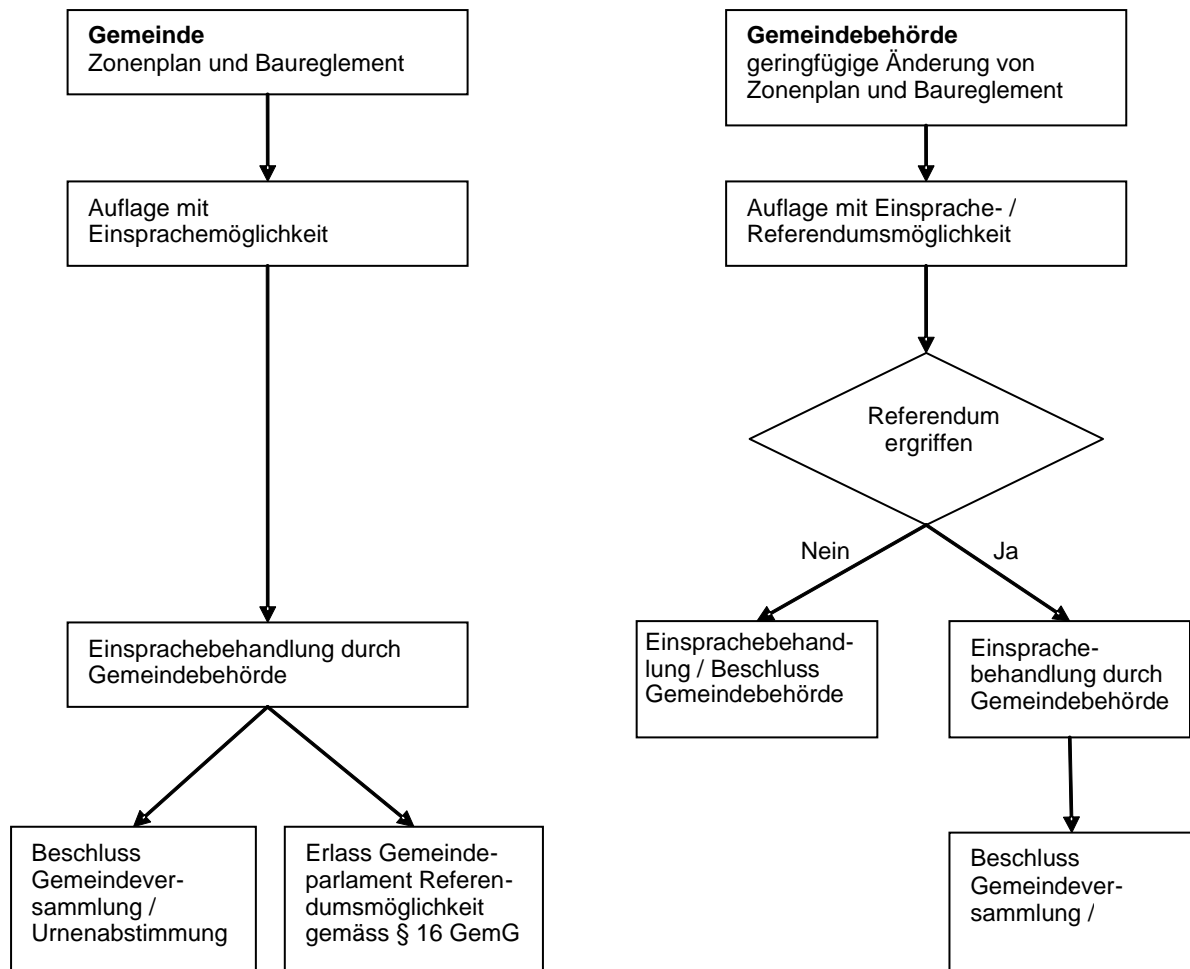 Gemeinde
Zonenplan und Baureglement
Auflage mit
Einsprachemöglichkeit
Einsprachebehandlung durch
Gemeindebehörde
Beschluss
Gemeindever-
sammlung /
Urnenabstimmung
Erlass Gemeinde-
parlament Referen-
dumsmöglichkeit
gemäss § 16 GemG
Gemeindebehörde
geringfügige Änderung von
Zonenplan und Baureglement
Auflage mit Einsprache- /
Referendumsmöglichkeit
Referendum
ergriffen
Nein
Ja
Einsprachebehand-
lung / Beschluss
Gemeindebehörde
Einsprache-
behandlung durch
Gemeindebehörde
Beschluss
Gemeindever-
sammlung /